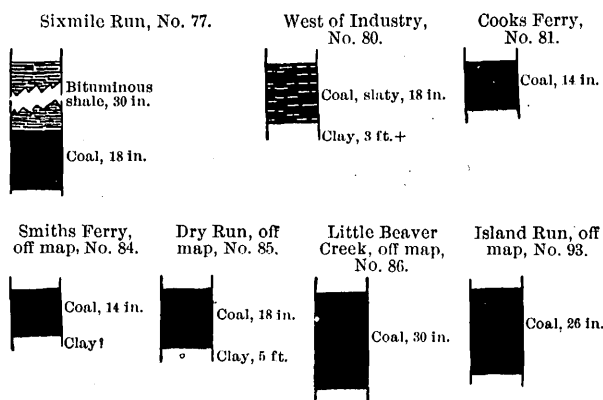 Sixmile Run, No. 77.
Bituminous
shale, 30 in.
Coal, 18 in.
West of Industry,
No. 80.
Coal, slaty, 18 in.
Clay, 3 ft. +
Cooks Ferry,
No. 81.
Coal, 14 in.
Smiths Ferry,
off map, No. 84.
Coal, 14 in.
Clay?
Dry Run, off
map, No. 85.
Coal, 18 in.
Clay, 5 ft.
Little Beaver
Creek, off map,
No. 86.
Coal, 30 in.
Island Run, off
map, No. 93.
Coal, 26 in.